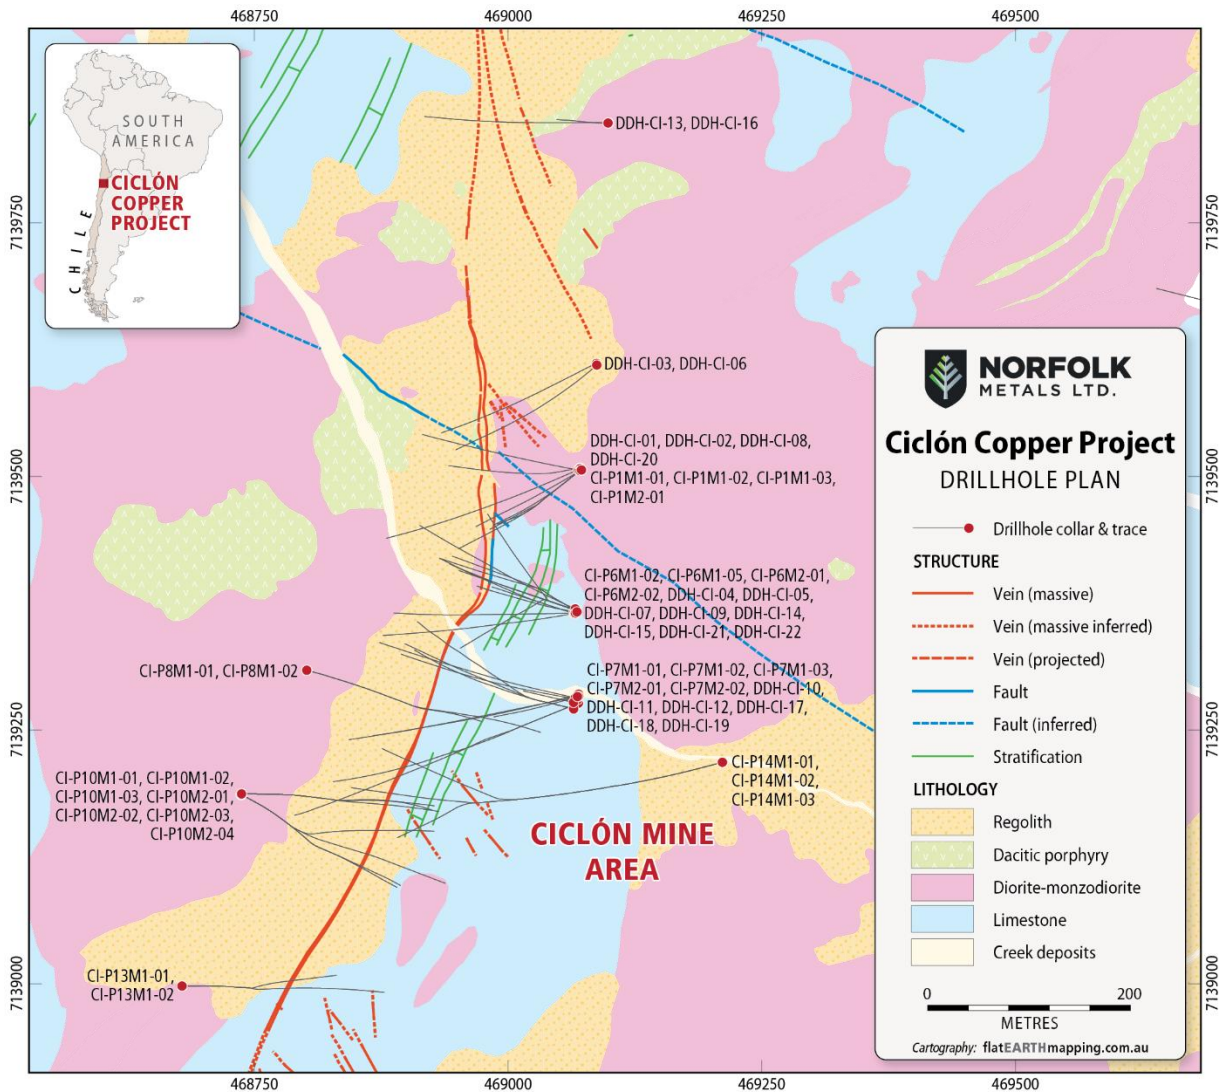 468750
469000
469250
469500
SOUTH
AMERICA
CICLÓN
COPPER
PROJECT
CHILE
7139750
7139500
7139250
7139000
DDH-CI-13, DDH-CI-16
DDH-CI-03, DDH-CI-06
DDH-CI-01, DDH-CI-02, DDH-CI-08,
DDH-CI-20
CI-P1M1-01, CI-P1M1-02, CI-P1M1-03,
CI-P1M2-01
CI-P6M1-02, CI-P6M1-05, CI-P6M2-01,
CI-P6M2-02, DDH-CI-04, DDH-CI-05,
DDH-CI-07, DDH-CI-09, DDH-CI-14,
DDH-CI-15, DDH-CI-21, DDH-CI-22
CI-P8M1-01, CI-P8M1-02
CI-P7M1-01, CI-P7M1-02, CI-P7M1-03,
CI-P7M2-01, CI-P7M2-02, DDH-CI-10,
DDH-CI-11, DDH-CI-12, DDH-CI-17,
DDH-CI-18, DDH-CI-19
CI-P14M1-01,
CI-P14M1-02,
CI-P14M1-03
CI-P10M1-01, CI-P10M1-02,
CI-P10M1-03, CI-P10M2-01,
CI-P10M2-02, CI-P10M2-03,
CI-P10M2-04
CICLÓN MINE
AREA
CI-P13M1-01,
CI-P13M1-02
NORFOLK
METALS LTD.
Ciclón Copper Project
DRILLHOLE PLAN
Drillhole collar & trace
STRUCTURE
Vein (massive)
Vein (massive inferred)
Vein (projected)
Fault
Fault (inferred)
Stratification
LITHOLOGY
Regolith
Dacitic porphyry
Diorite-monzodiorite
Limestone
Creek deposits
0 200
METRES
Cartography: flatEARTHmapping.com.au
7139750
7139500
7139250
7139000
468750
469000
469250
469500